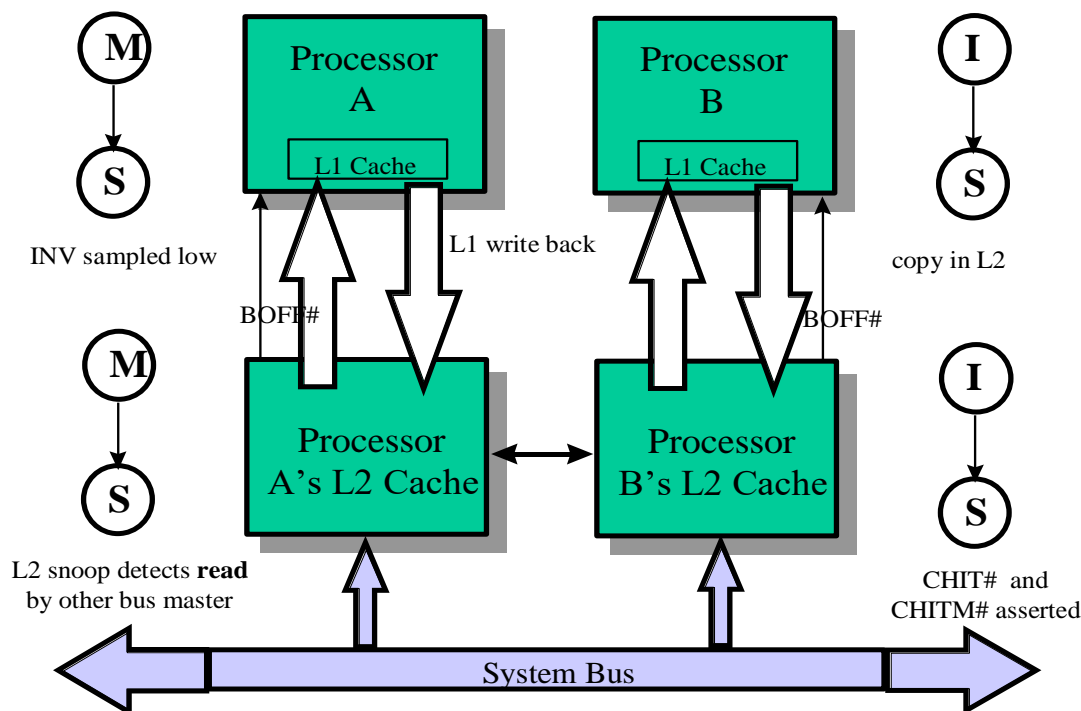 M
Processor
A
L1 Cache
Processor
B
L1 Cache
I
S
S
INV sampled low
L1 write back
copy in L2
BOFF#
BOFF#
M
I
Processor
A's L2 Cache
Processor
B's L2 Cache
S
S
L2 snoop detects read
by other bus master
CHIT# and
CHITM# asserted
System Bus